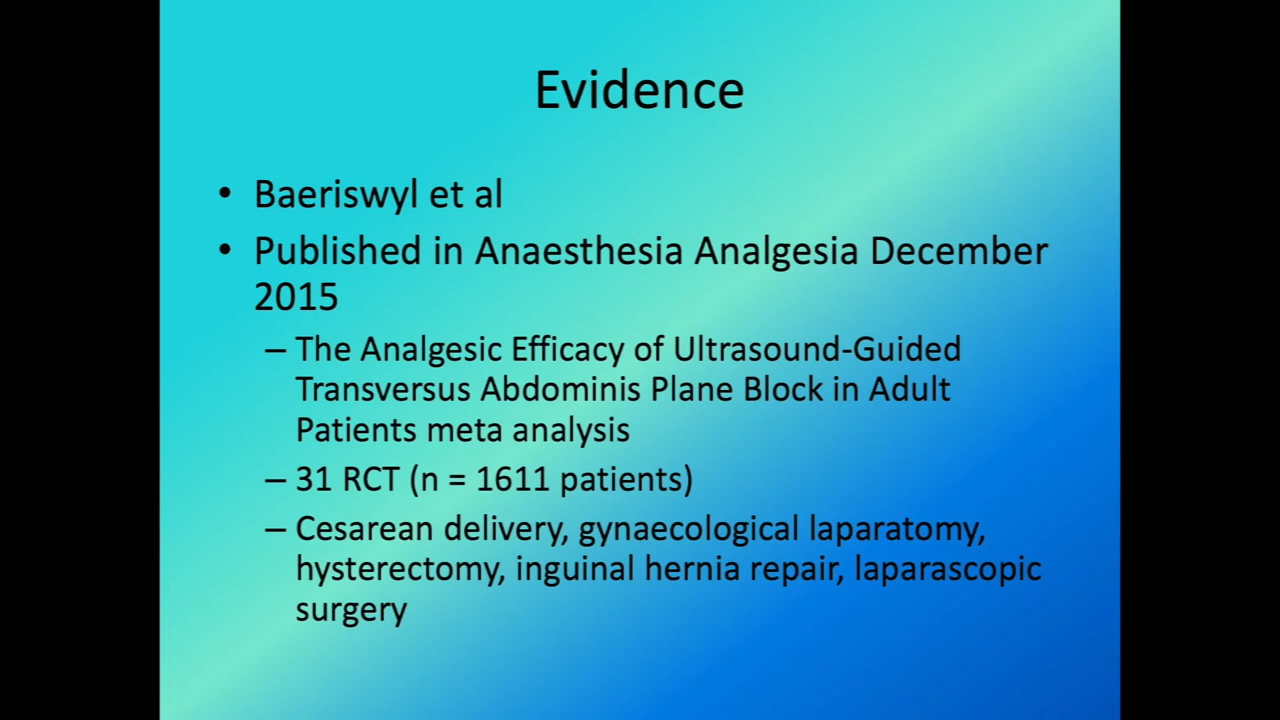 Evidence
• Baeriswyl et al
• Published in Anaesthesia Analgesia December
2015
– The Analgesic Efficacy of Ultrasound-Guided
Transversus Abdominis Plane Block in Adult
Patients meta analysis
– 31 RCT (n = 1611 patients)
– Cesarean delivery, gynaecological laparatomy,
hysterectomy, inguinal hernia repair, laparascopic
surgery